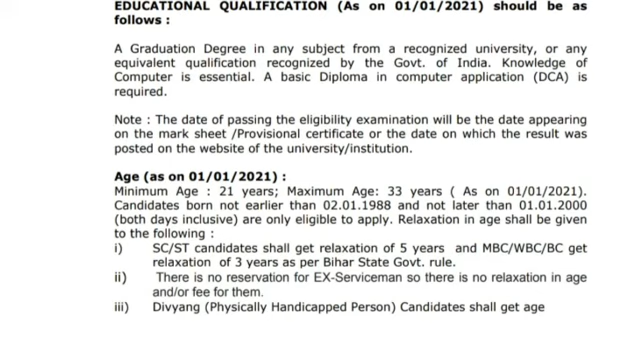 EDUCATIONAL QUALIFICATION (As on 01/01/2021) should be as
follows :
A Graduation Degree in any subject from a recognized university, or any
equivalent qualification recognized by the Govt. of India. Knowledge of
Computer is essential. A basic Diploma in computer application (DCA) is
required.
Note : The date of passing the eligibility examination will be the date appearing
on the mark sheet /Provisional certificate or the date on which the result was
posted on the website of the university/institution.
Age (as on 01/01/2021) :
Minimum Age : 21 years; Maximum Age: 33 years ( As on 01/01/2021).
Candidates born not earlier than 02.01.1988 and not later than 01.01.2000
(both days inclusive) are only eligible to apply. Relaxation in age shall be given
to the following :
i) SC/ST candidates shall get relaxation of 5 years and MBC/WBC/BC get
relaxation of 3 years as per Bihar State Govt. rule.
ii) There is no reservation for EX-Serviceman so there is no relaxation in age
and/or fee for them.
iii) Divyang (Physically Handicapped Person) Candidates shall get age